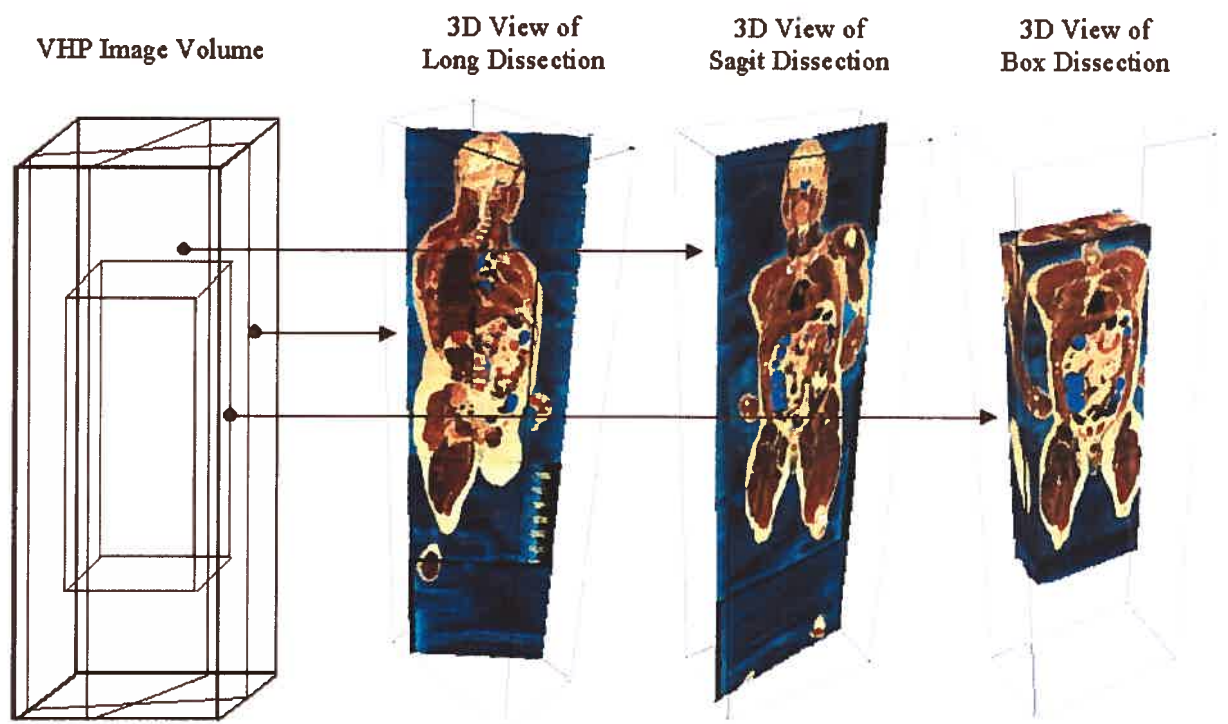 VHP Image Volume
3D View of
Long Dissection
3D View of
Sagit Dissection
3D View of
Box Dissection